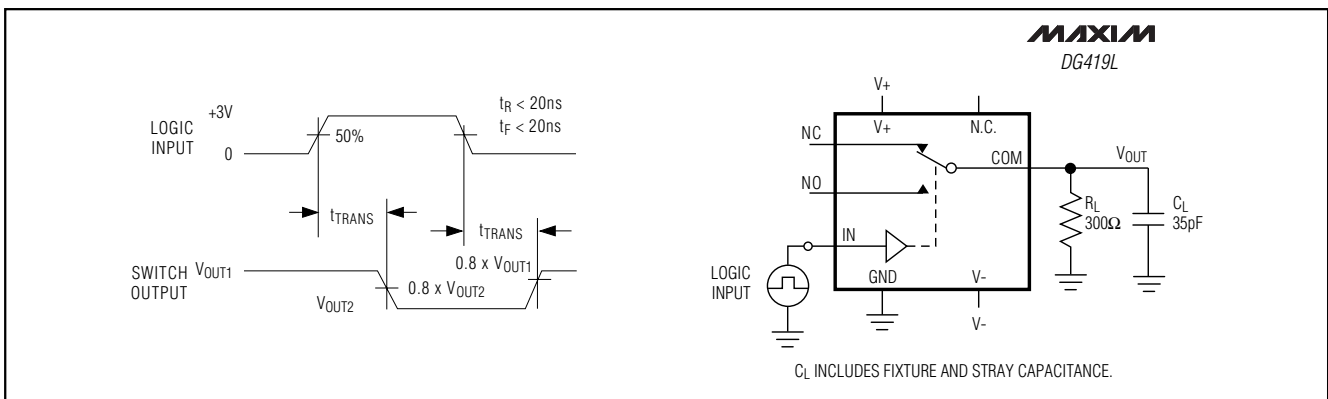 MAXIM
DG419L
+3V
LOGIC
INPUT
0
50%
tR < 20ns
tF < 20ns
tTRANS
tTRANS
SWITCH
OUTPUT
VOUT1
VOUT2
0.8 x VOUT2
0.8 x VOUT1
V+
V+
N.C.
NC
NO
COM
VOUT
RL
300Ω
CL
35pF
IN
LOGIC
INPUT
GND
V-
V-
CL INCLUDES FIXTURE AND STRAY CAPACITANCE.